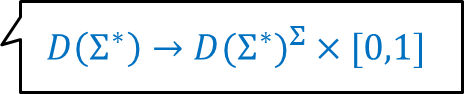 D(Σ*) → D(Σ*)^Σ × [0,1]